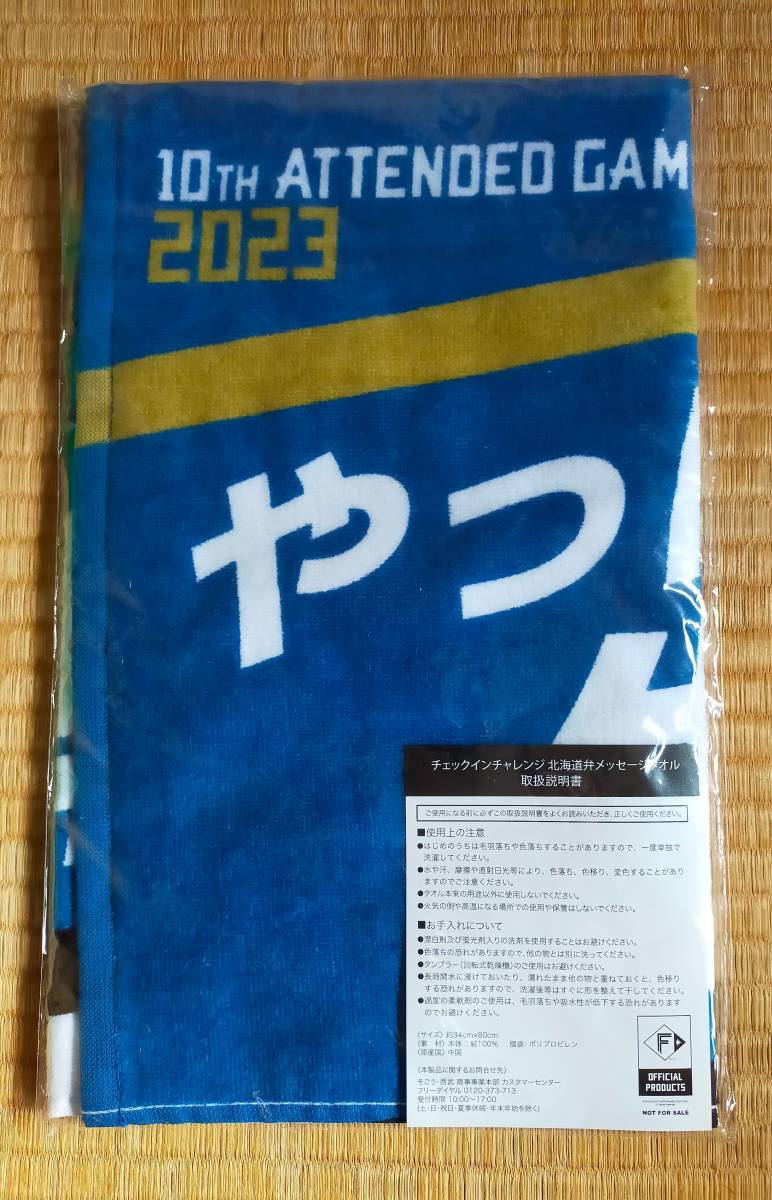 10TH ATTENDED GAM
2023
やっ
チェックインチャレンジ 北海道弁メッセージタオル
取扱説明書
ご使用になる前に必ずこの取扱説明書をよくお読みいただき、正しくご使用ください。
■使用上の注意
●はじめのうちは毛羽落ちや色落ちすることがありますので、一度単独で
洗濯してください。
●水や汗、摩擦や直射日光等により、色落ち、色移り、変色することがあり
ますのでご注意ください。
●タオル本来の用途以外に使用しないでください。
●火気の側や高温になる場所での使用や保管はしないでください。
■お手入れについて
●漂白剤及び蛍光剤入りの洗剤を使用することはお避けください。
●色落ちの恐れがありますので、他の物とは別に洗ってください。
●タンブラー(回転式乾燥機)のご使用はお避けください。
●長時間水に浸けておいたり、濡れたまま他の物と重ねておくと、色移り
する恐れがありますので、洗濯後等はすぐに形を整えて干してください。
●過度の柔軟剤のご使用は、毛羽落ちや吸水性が低下する恐れがあります
のでお避けください。
〈サイズ〉約34cm×80cm
〈素 材〉本体:綿100% 個袋:ポリプロピレン
〈原産国〉中国
〈本製品に関するお問合せ先〉
そごう・西武 商事事業本部 カスタマーセンター
フリーダイヤル 0120-373-713
受付時間 10:00〜17:00
(土・日・祝日・夏季休暇・年末年始を除く)
F
OFFICIAL
PRODUCTS
NOT FOR SALE